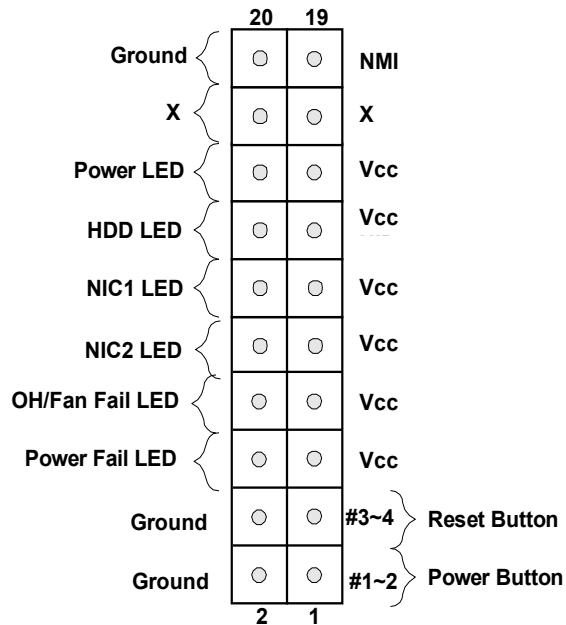 20 19
Ground NMI
X X
Power LED Vcc
HDD LED Vcc
NIC1 LED Vcc
NIC2 LED Vcc
OH/Fan Fail LED Vcc
Power Fail LED Vcc
Ground #3~4 Reset Button
Ground #1~2 Power Button
2 1